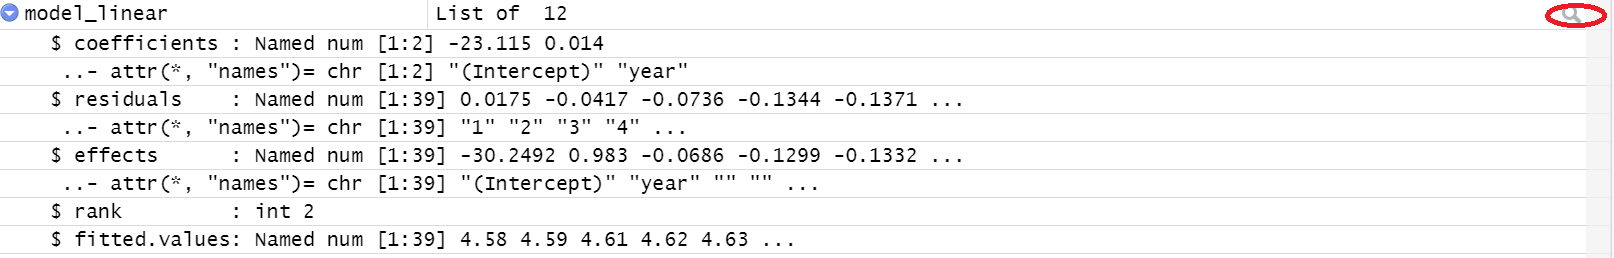 model_linear List of 12
$ coefficients : Named num [1:2] -23.115 0.014
..- attr(*, "names")= chr [1:2] "(Intercept)" "year"
$ residuals : Named num [1:39] 0.0175 -0.0417 -0.0736 -0.1344 -0.1371 ...
..- attr(*, "names")= chr [1:39] "1" "2" "3" "4" ...
$ effects : Named num [1:39] -30.2492 0.983 -0.0686 -0.1299 -0.1332 ...
..- attr(*, "names")= chr [1:39] "(Intercept)" "year" "" "" ...
$ rank : int 2
$ fitted.values: Named num [1:39] 4.58 4.59 4.61 4.62 4.63 ...